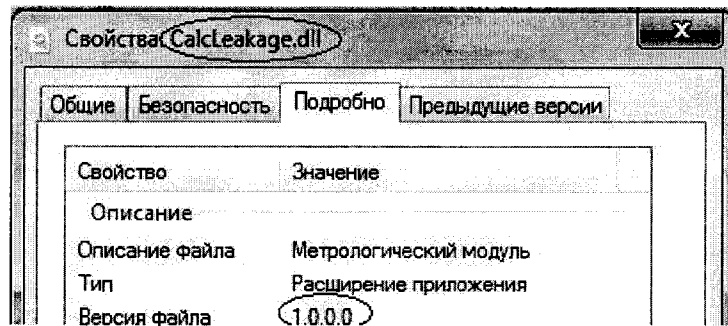 Свойства: CalcLeakage.dll
Общие Безопасность Подробно Предыдущие версии
Свойство Значение
Описание
Описание файла Метрологический модуль
Тип Расширение приложения
Версия файла 1.0.0.0